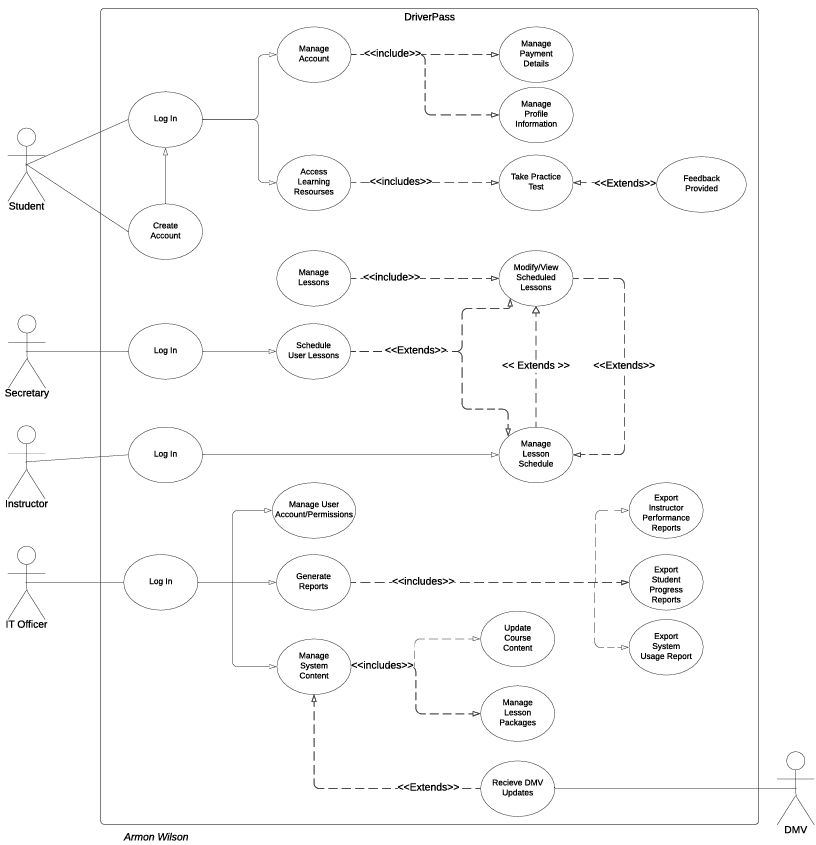 DriverPass
Manage
Account
<<include>>
Manage
Payment
Details
Manage
Profile
Information
Log In
Student
Access
Learning
Resourses
<<includes>>
Take Practice
Test
<<Extends>>
Feedback
Provided
Create
Account
Manage
Lessons
<<include>>
Modify/View
Scheduled
Lessons
Secretary
Log In
Schedule
User Lessons
<<Extends>>
<< Extends >>
<<Extends>>
Instructor
Log In
Manage
Lesson
Schedule
Manage User
Account/Permissions
Export
Instructor
Performance
Reports
IT Officer
Log In
Generate
Reports
<<includes>>
Export
Student
Progress
Reports
Manage
System
Content
<<includes>>
Update
Course
Content
Export
System
Usage Report
Manage
Lesson
Packages
<<Extends>>
Recieve DMV
Updates
DMV
Armon Wilson